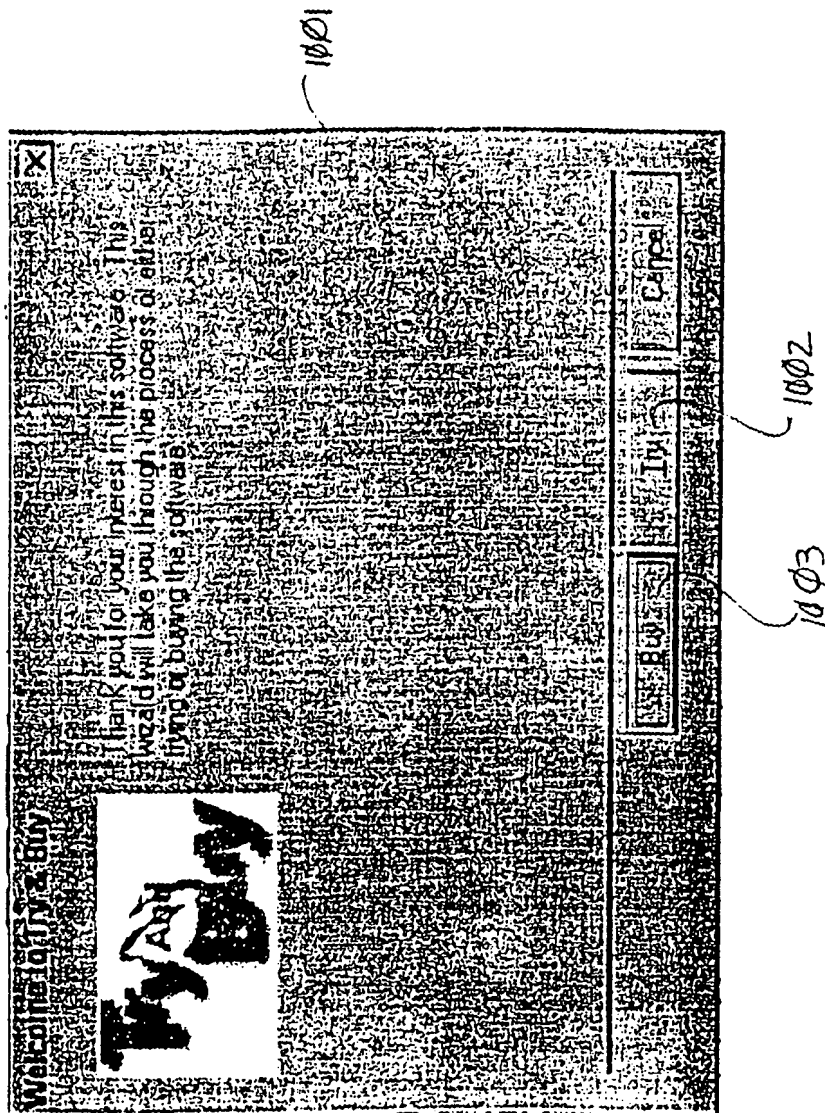 Welcome to Try & Buy
Thank you for your interest in this software. This
wizard will take you through the process of either
trying or buying the software.
Try
And
Buy
Buy
Try
Cancel
1001
1002
1003